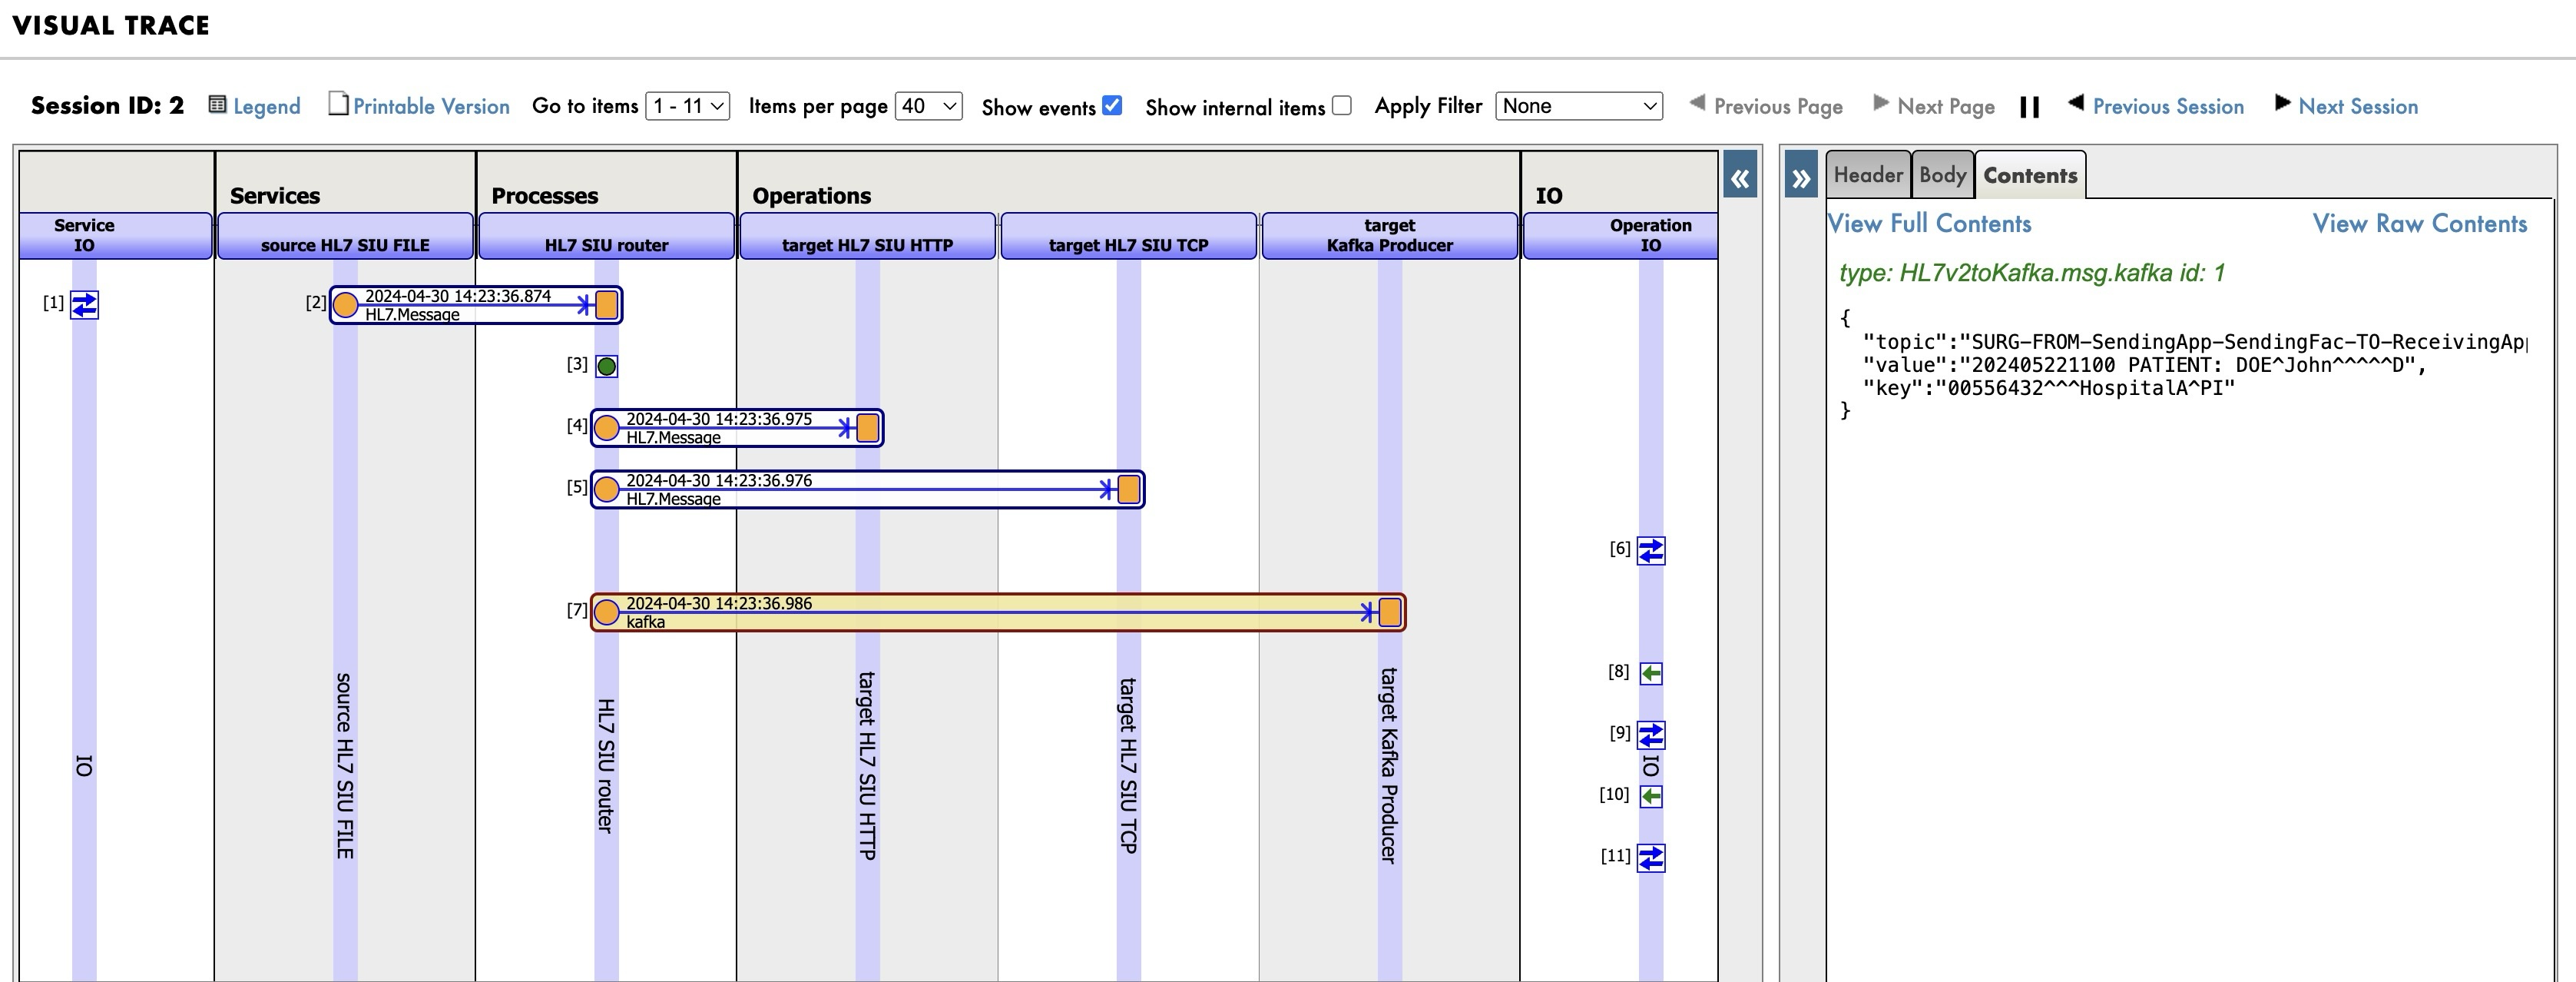 VISUAL TRACE
Session ID: 2 Legend Printable Version Go to items 1 - 11 Items per page 40 Show events Show internal items Apply Filter None Previous Page Next Page Previous Session Next Session
Services Processes Operations IO
Service IO
source HL7 SIU FILE
HL7 SIU router
target HL7 SIU HTTP
target HL7 SIU TCP
target
Kafka Producer
Operation
IO
[1]
[2] 2024-04-30 14:23:36.874
HL7.Message
[3]
[4] 2024-04-30 14:23:36.975
HL7.Message
[5] 2024-04-30 14:23:36.976
HL7.Message
[6]
[7] 2024-04-30 14:23:36.986
kafka
[8]
[9]
[10]
[11]
IO
source HL7 SIU FILE
HL7 SIU router
target HL7 SIU HTTP
target HL7 SIU TCP
target Kafka Producer
IO
« »
Header Body Contents
View Full Contents View Raw Contents
type: HL7v2toKafka.msg.kafka id: 1
{
"topic":"SURG-FROM-SendingApp-SendingFac-TO-ReceivingAp
"value":"202405221100 PATIENT: DOE^John^^^^^D",
"key":"00556432^^^HospitalA^PI"
}